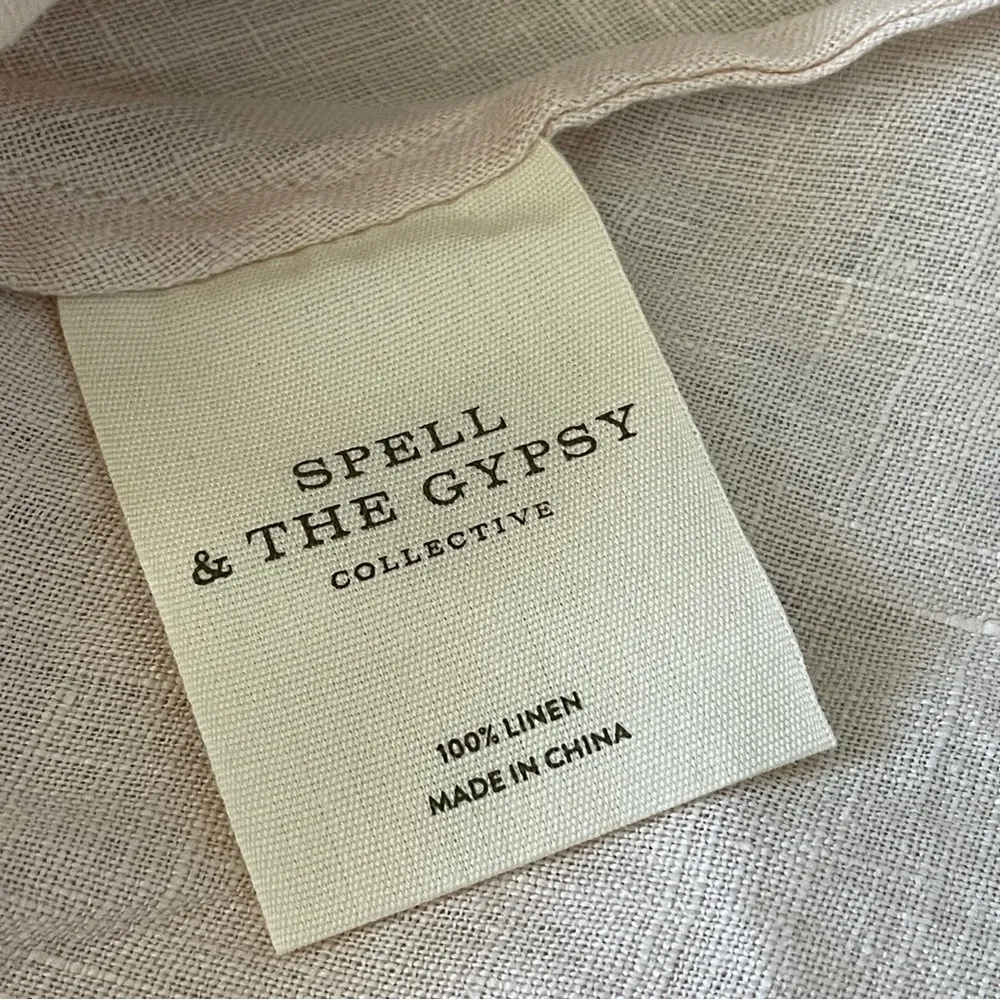 SPELL
& THE GYPSY
COLLECTIVE
100% LINEN
MADE IN CHINA